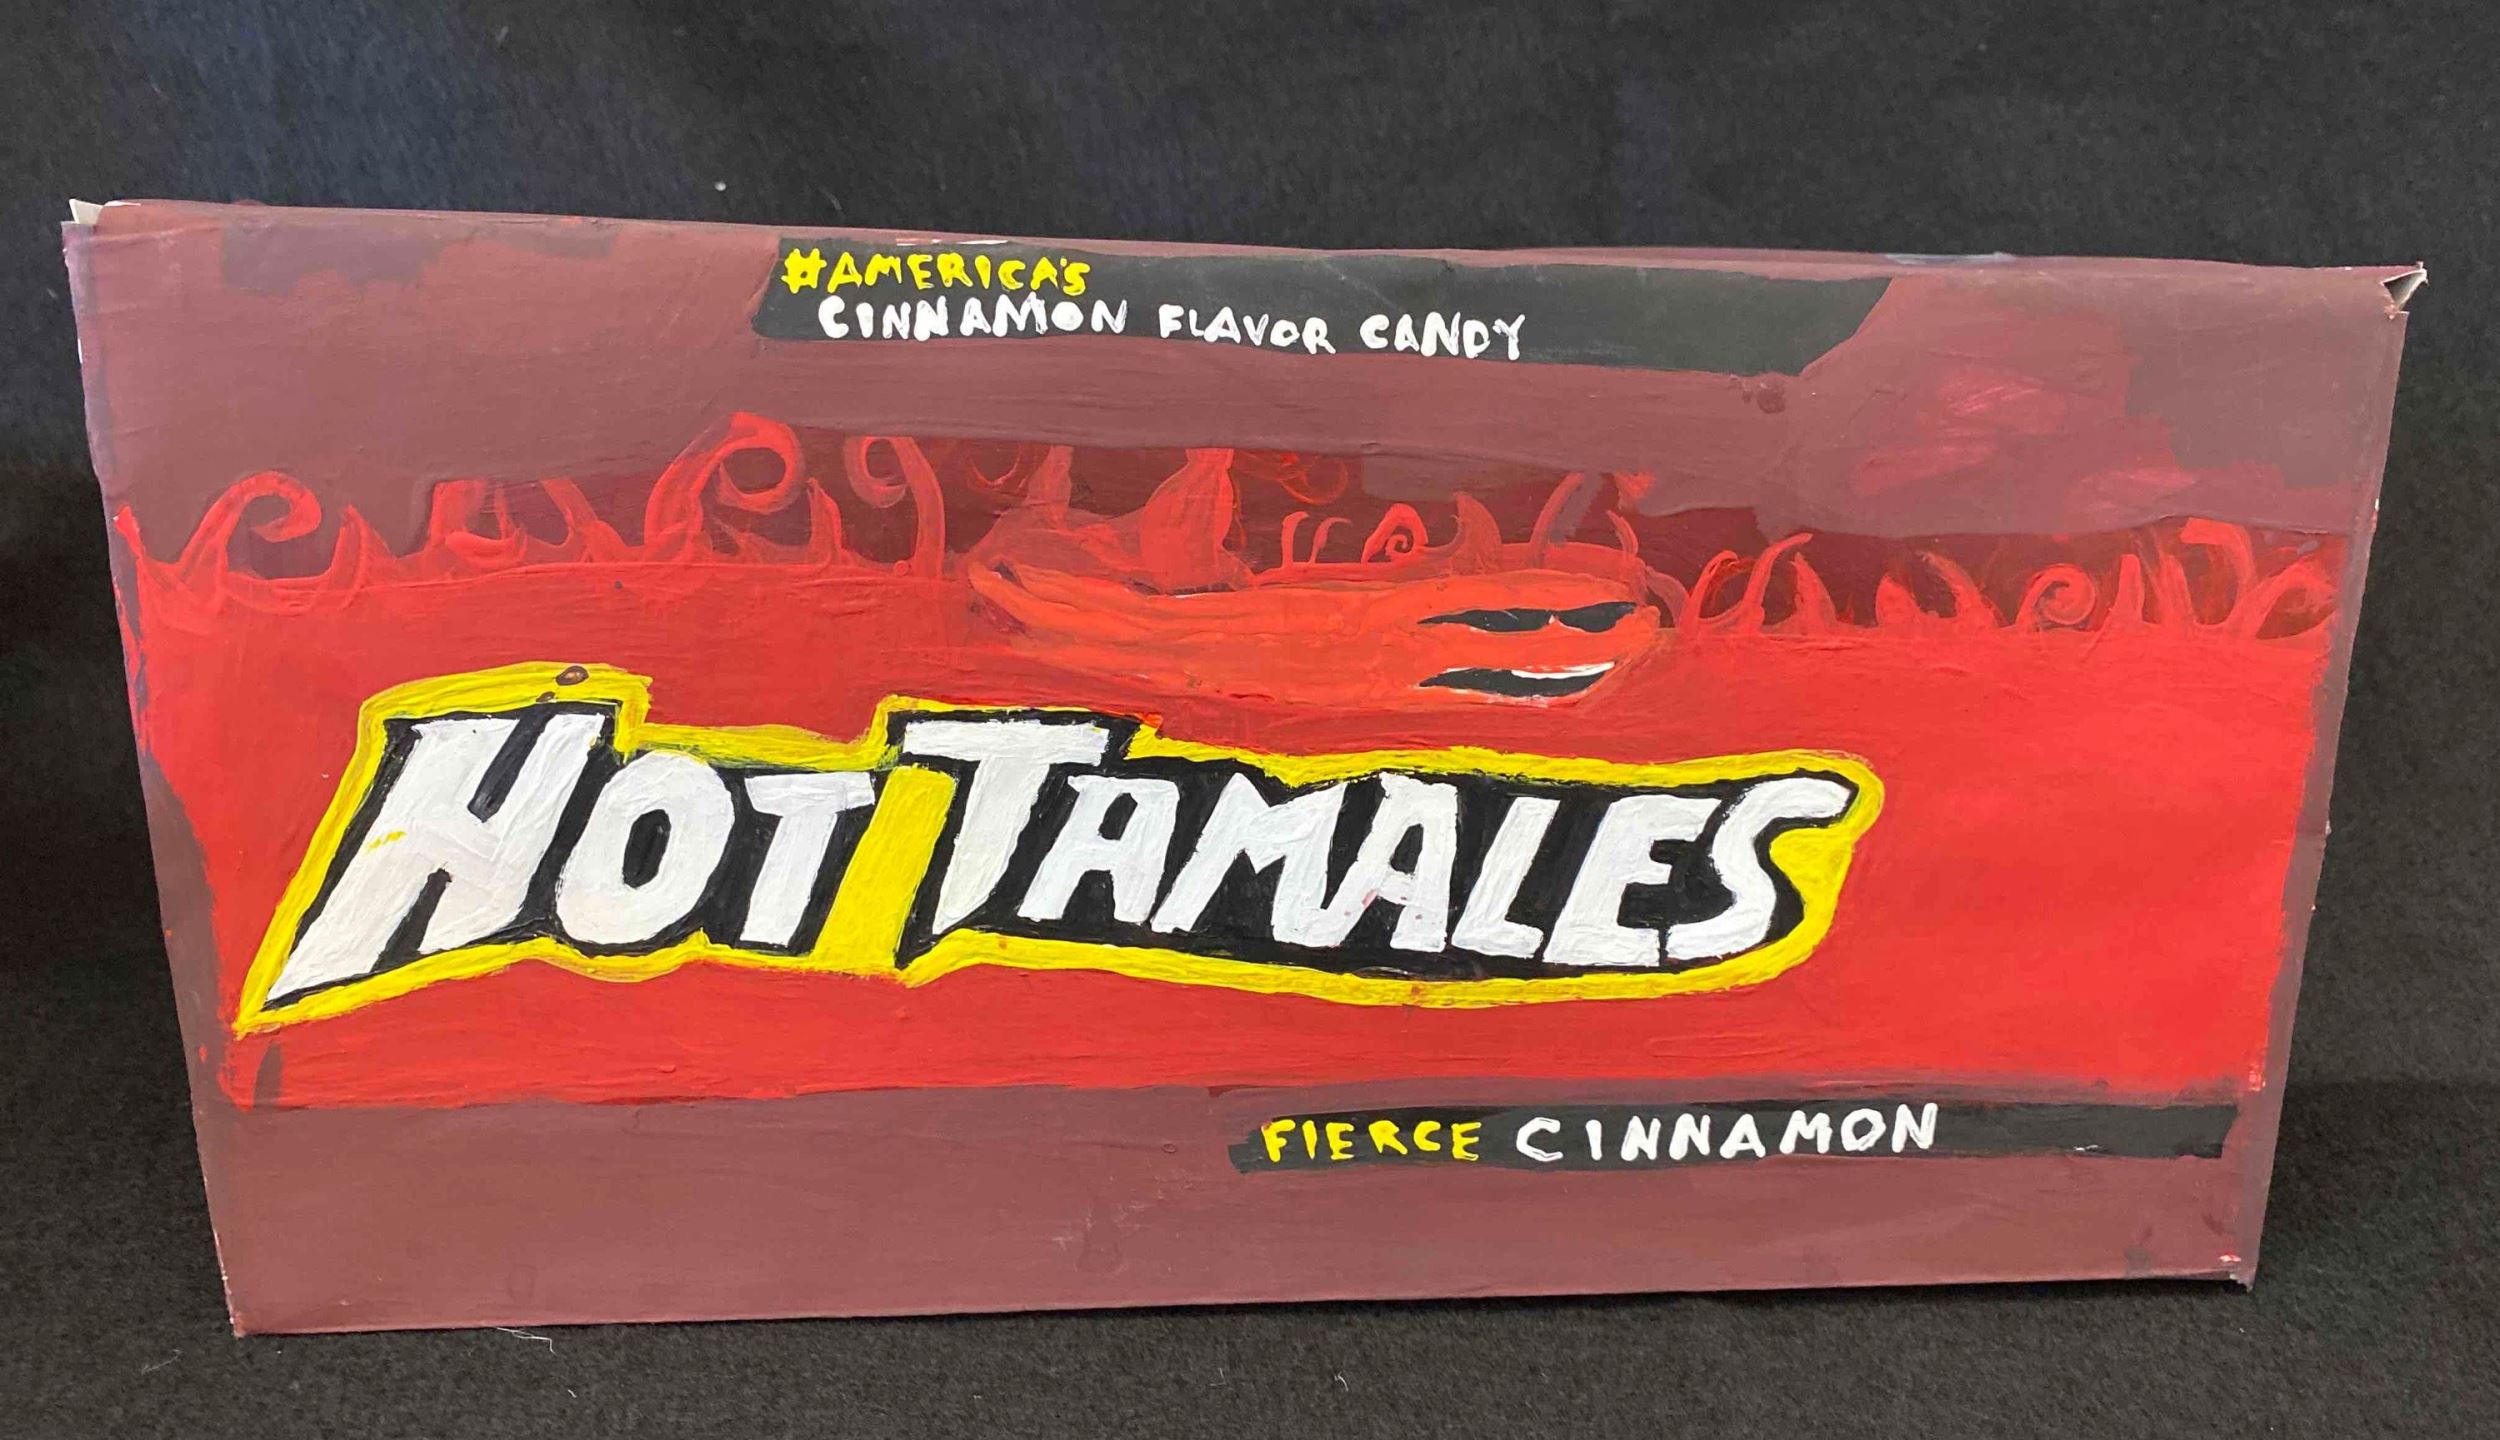 #AMERICA'S
CINNAMON FLAVOR CANDY
HOT TAMALES
FIERCE CINNAMON